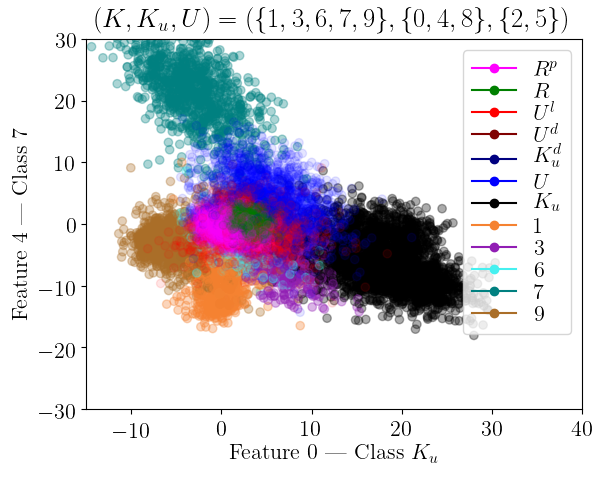 (K, K_u, U) = ({1, 3, 6, 7, 9}, {0, 4, 8}, {2, 5})
30
20
10
0
−10
−20
−30
Feature 4 — Class 7
−10
0
10
20
30
40
Feature 0 — Class K_u
R^p
R
U^l
U^d
K_u^d
U
K_u
1
3
6
7
9